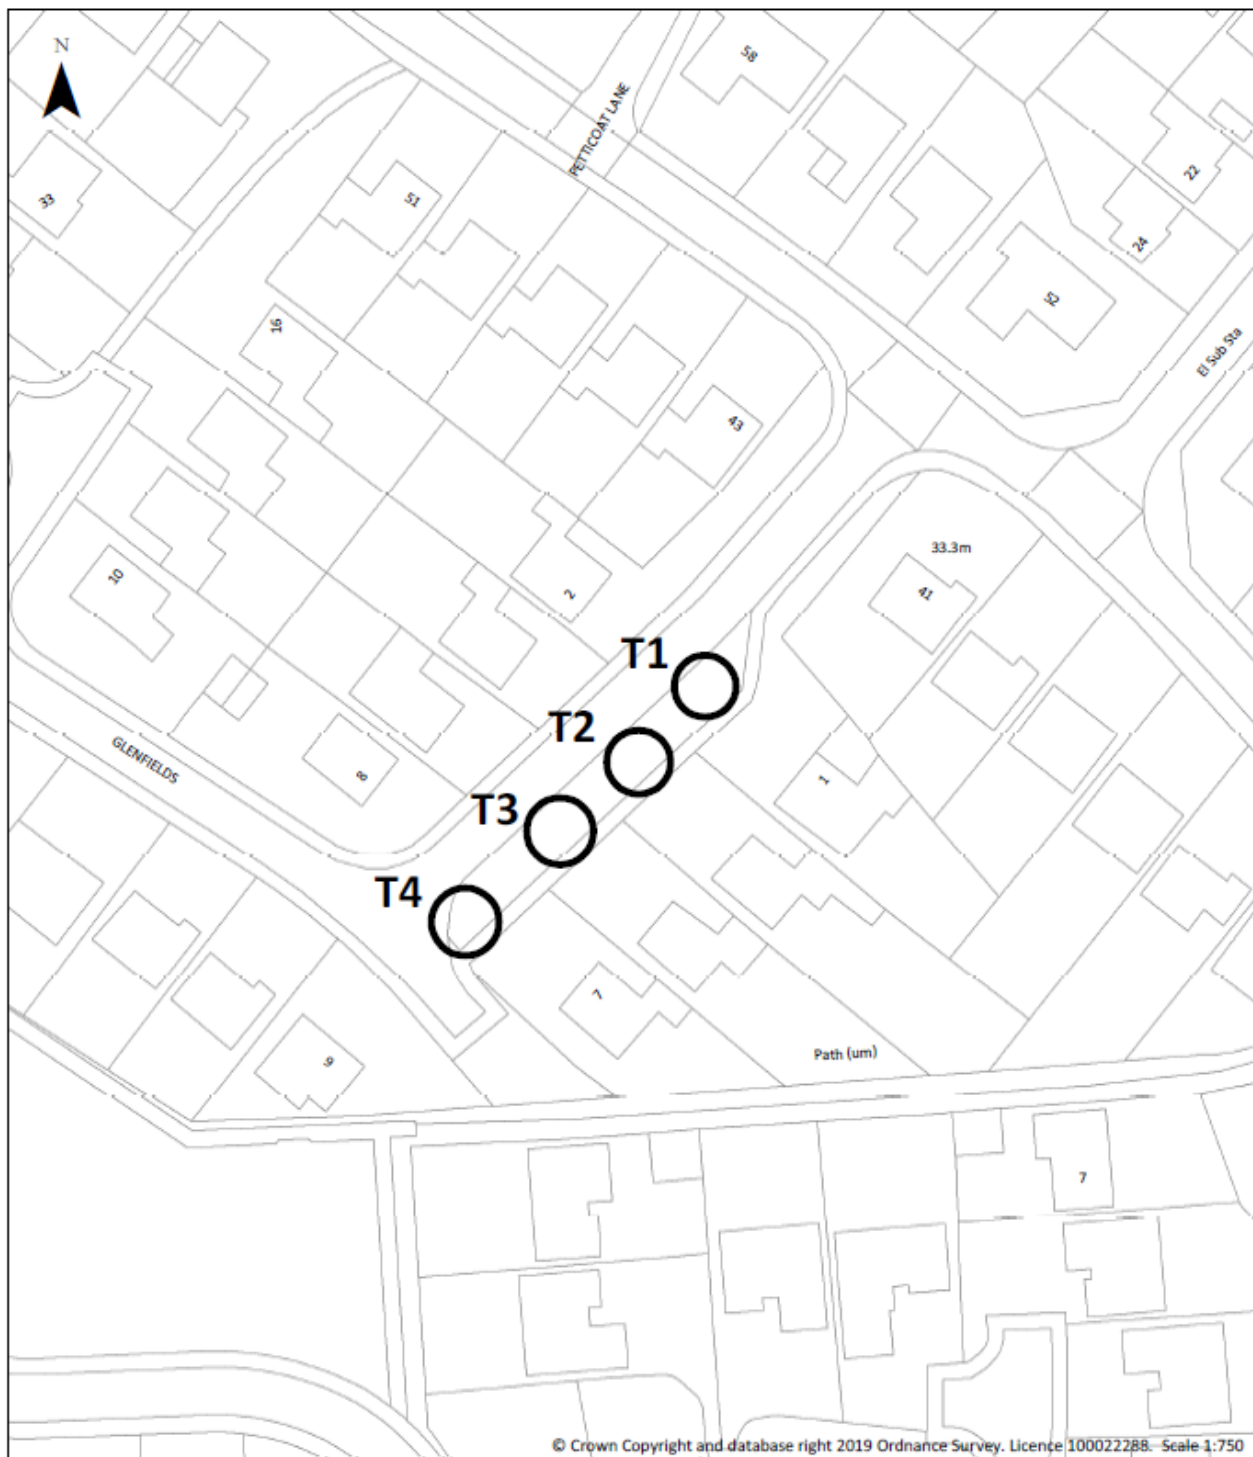 N
58
PETTICOAT LANE
22
33
51
24
52
16
El Sub Sta
43
33.3m
10
41
2
T1
T2
GLENFIELDS
8
1
T3
T4
7
9
Path (um)
7
© Crown Copyright and database right 2019 Ordnance Survey. Licence 100022288. Scale 1:750